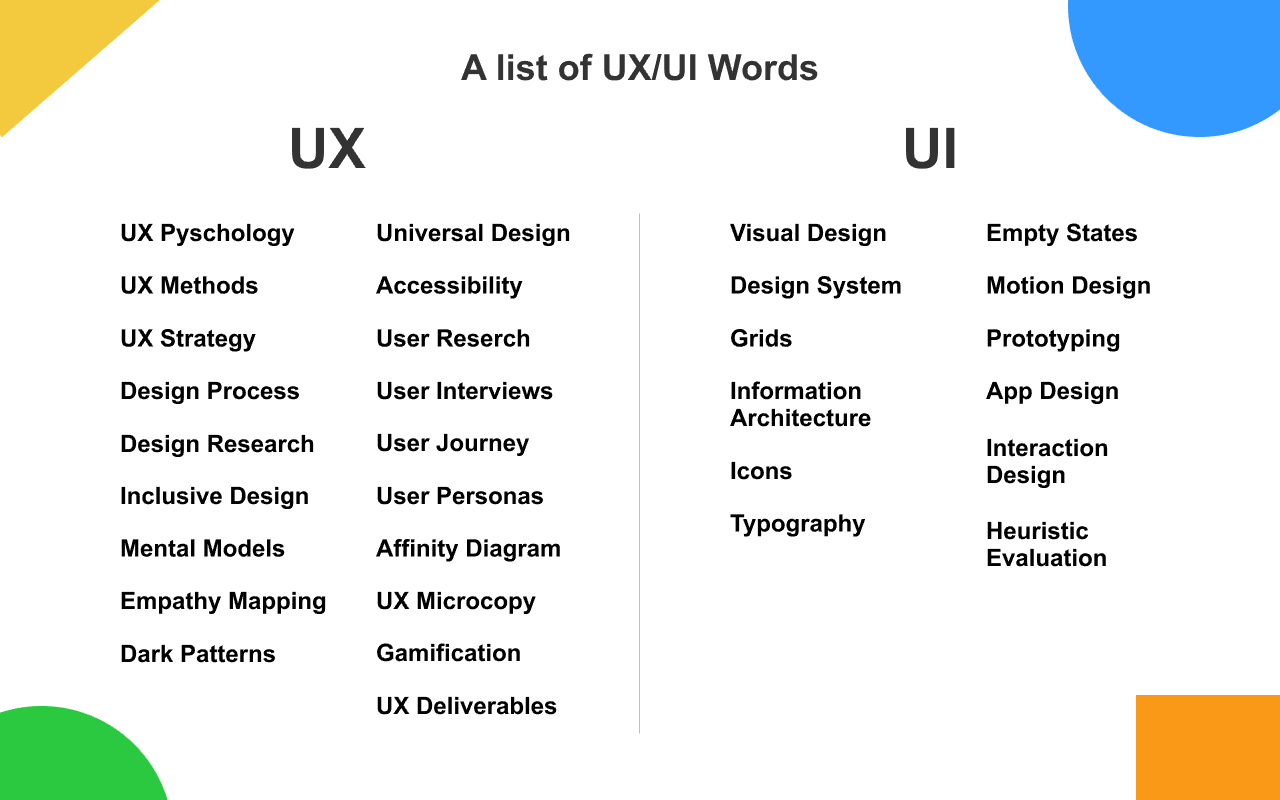 A list of UX/UI Words
UX
UX Pyschology
UX Methods
UX Strategy
Design Process
Design Research
Inclusive Design
Mental Models
Empathy Mapping
Dark Patterns
Universal Design
Accessibility
User Reserch
User Interviews
User Journey
User Personas
Affinity Diagram
UX Microcopy
Gamification
UX Deliverables
UI
Visual Design
Design System
Grids
Information
Architecture
Icons
Typography
Empty States
Motion Design
Prototyping
App Design
Interaction
Design
Heuristic
Evaluation